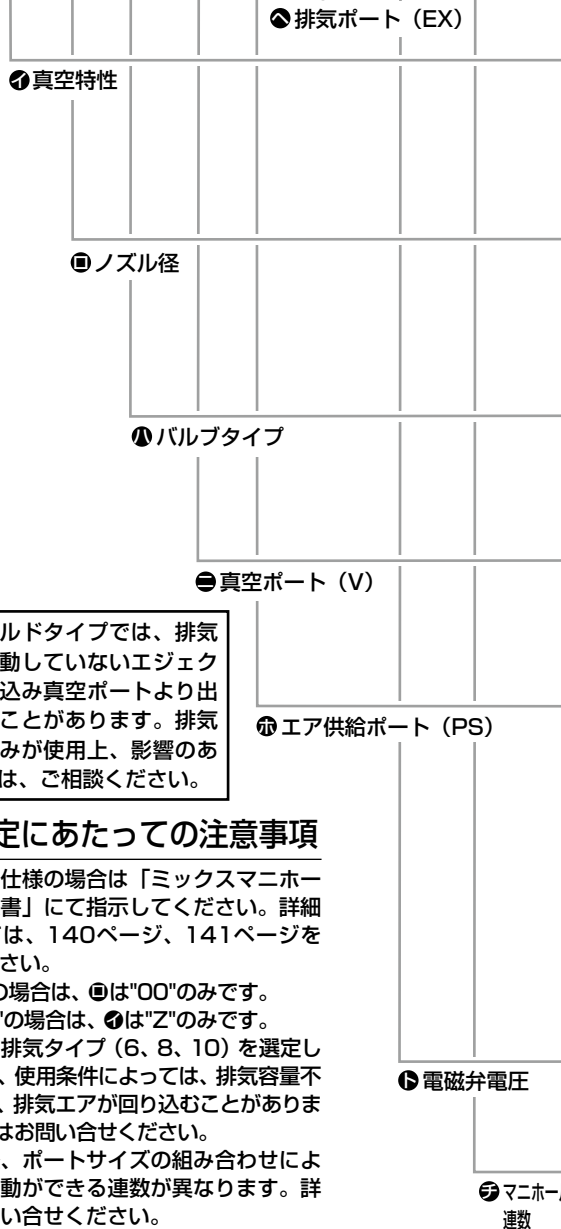 ヘ排気ポート（EX）
イ真空特性
ロノズル径
ハバルブタイプ
ニ真空ポート（V）
ルドタイプでは、排気
動していないエジェク
込み真空ポートより出
ことがあります。排気
みが使用上、影響のあ
は、ご相談ください。
ホエア供給ポート（PS）
定にあたっての注意事項
仕様の場合は「ミックスマニホー
書」にて指示してください。詳細
は、140ページ、141ページを
さい。
の場合は、ロは"00"のみです。
"の場合は、イは"Z"のみです。
排気タイプ（6、8、10）を選定し
、使用条件によっては、排気容量不
、排気エアが回り込むことがありま
はお問い合せください。
、ポートサイズの組み合わせによ
動ができる連数が異なります。詳
い合せください。
ト電磁弁電圧
チマニホー
連数